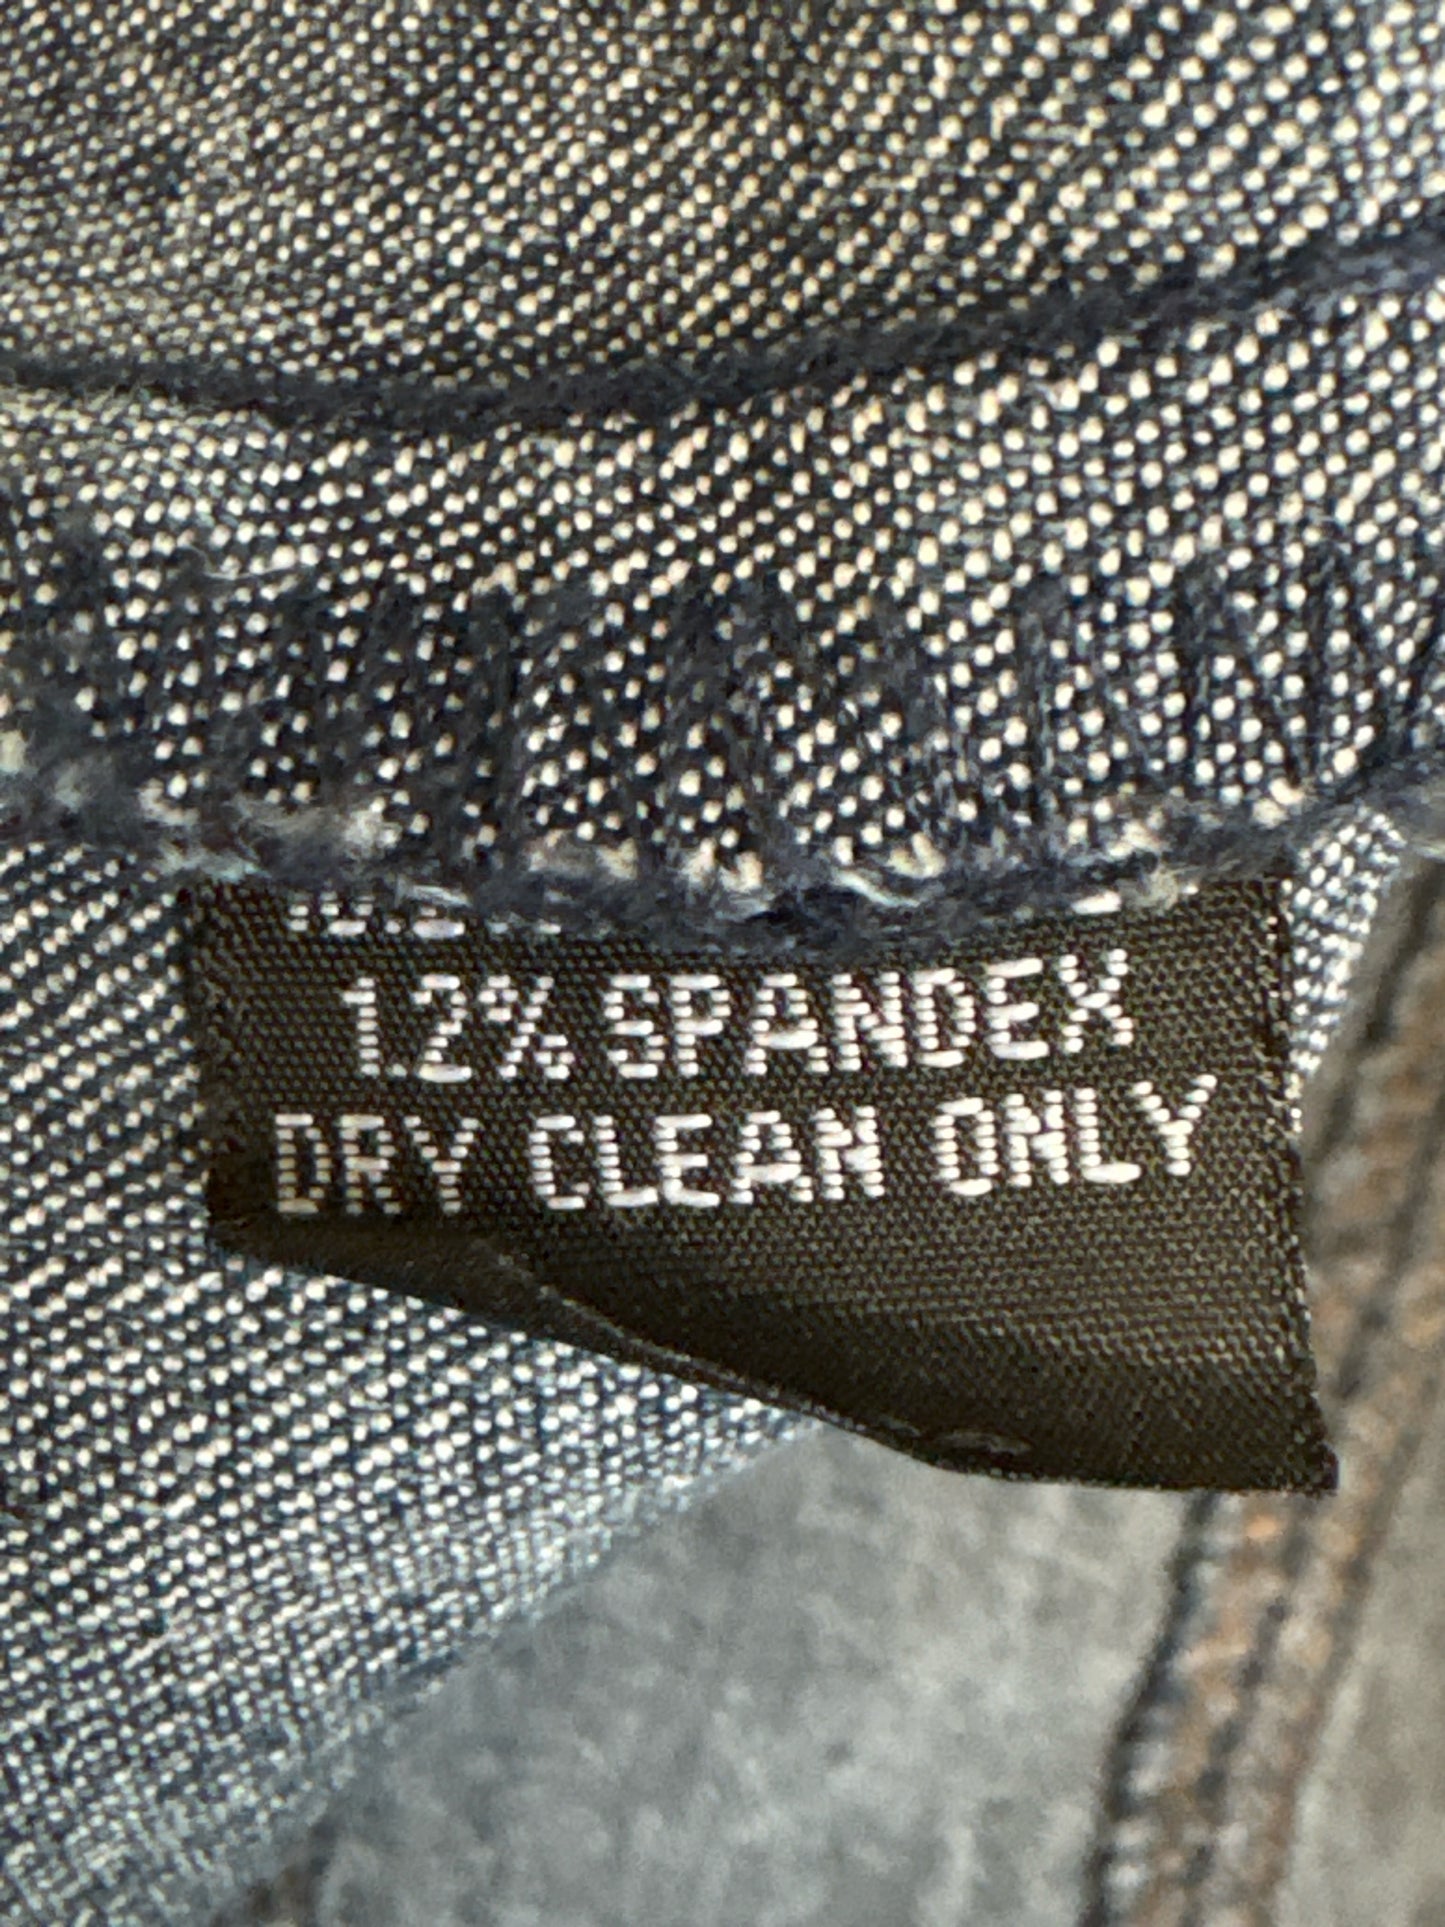 1.2% SPANDEX
DRY CLEAN ONLY